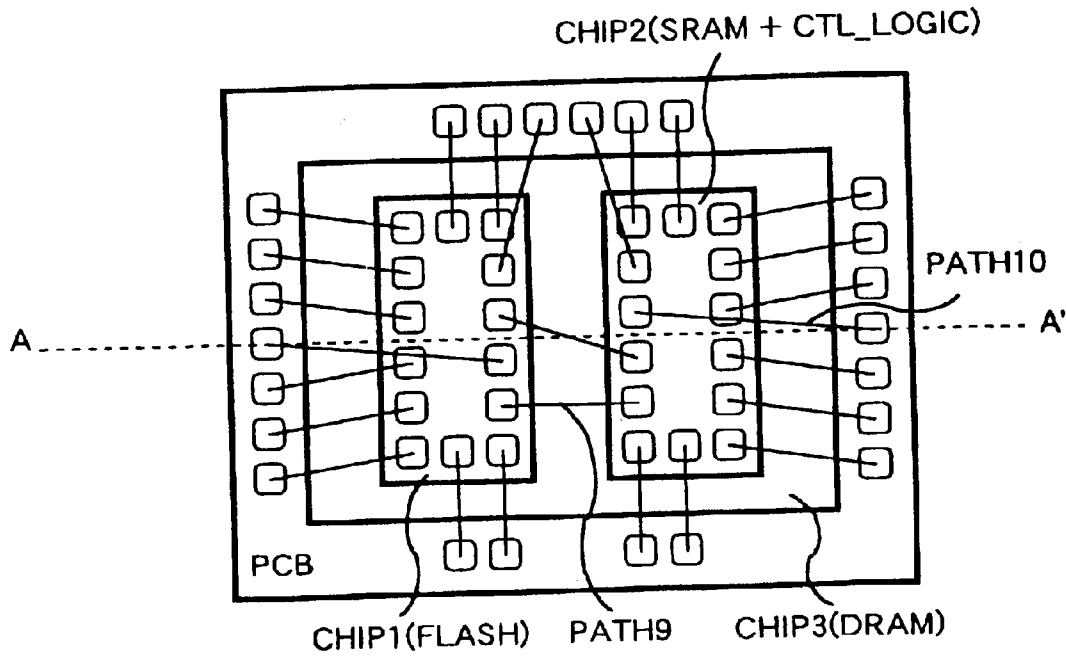 CHIP2(SRAM + CTL_LOGIC)
PATH10
A
A'
PCB
CHIP1(FLASH)
PATH9
CHIP3(DRAM)